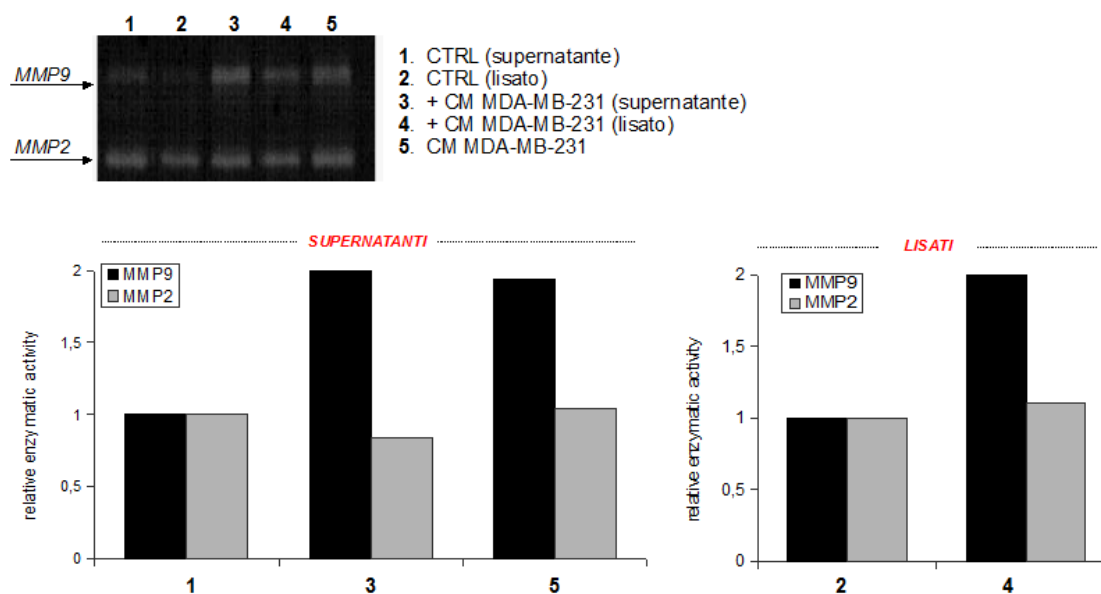 1 2 3 4 5
MMP9
MMP2
1. CTRL (supernatante)
2. CTRL (lisato)
3. + CM MDA-MB-231 (supernatante)
4. + CM MDA-MB-231 (lisato)
5. CM MDA-MB-231
SUPERNATANTI
MMP9
MMP2
relative enzymatic activity
2
1,5
1
0,5
0
1 3 5
LISATI
MMP9
MMP2
relative enzymatic activity
2
1,5
1
0,5
0
2 4